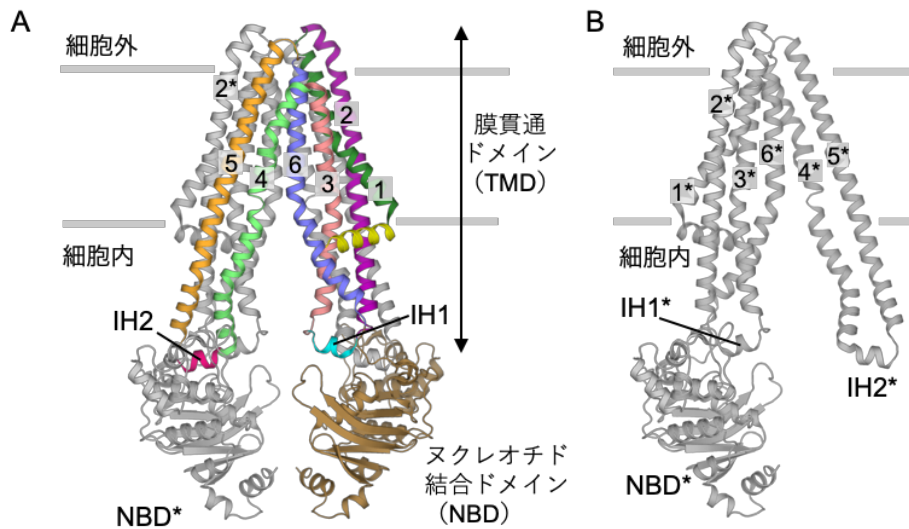 A
細胞外
2*
2
5
4
6
3
1
膜貫通
ドメイン
（TMD）
細胞内
IH2
IH1
ヌクレオチド
結合ドメイン
（NBD）
NBD*
B
細胞外
2*
6*
5*
1*
3*
4*
細胞内
IH1*
IH2*
NBD*